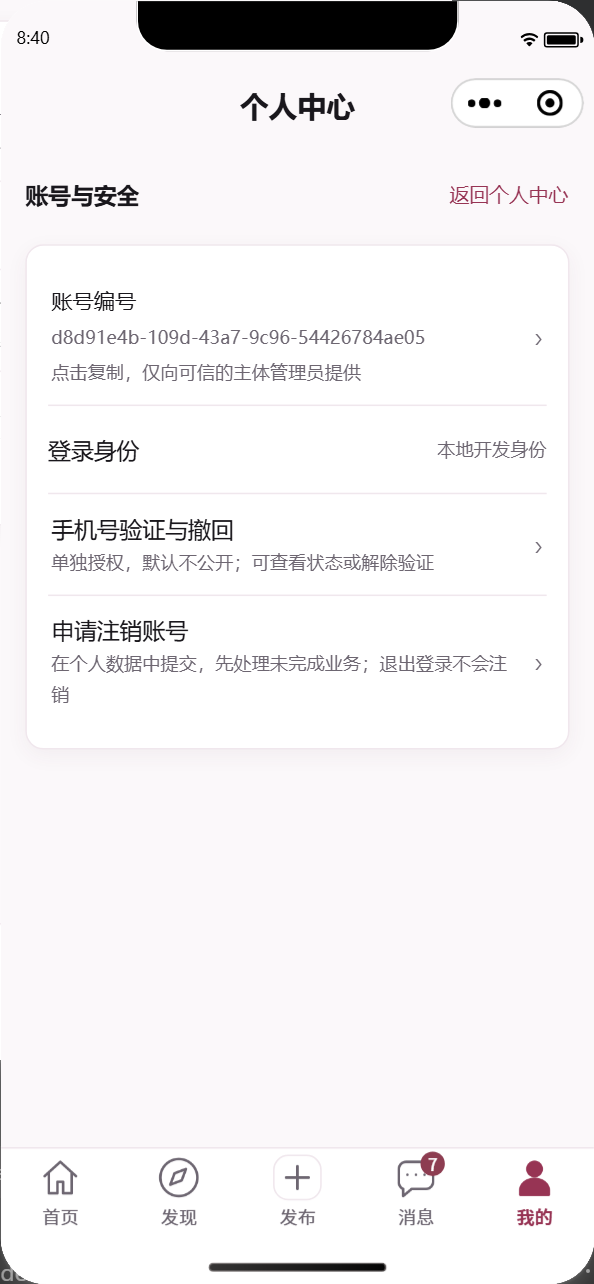 8:40
个人中心
账号与安全
返回个人中心
账号编号
d8d91e4b-109d-43a7-9c96-54426784ae05
点击复制，仅向可信的主体管理员提供
登录身份
本地开发身份
手机号验证与撤回
单独授权，默认不公开；可查看状态或解除验证
申请注销账号
在个人数据中提交，先处理未完成业务；退出登录不会注
销
7
首页
发现
发布
消息
我的